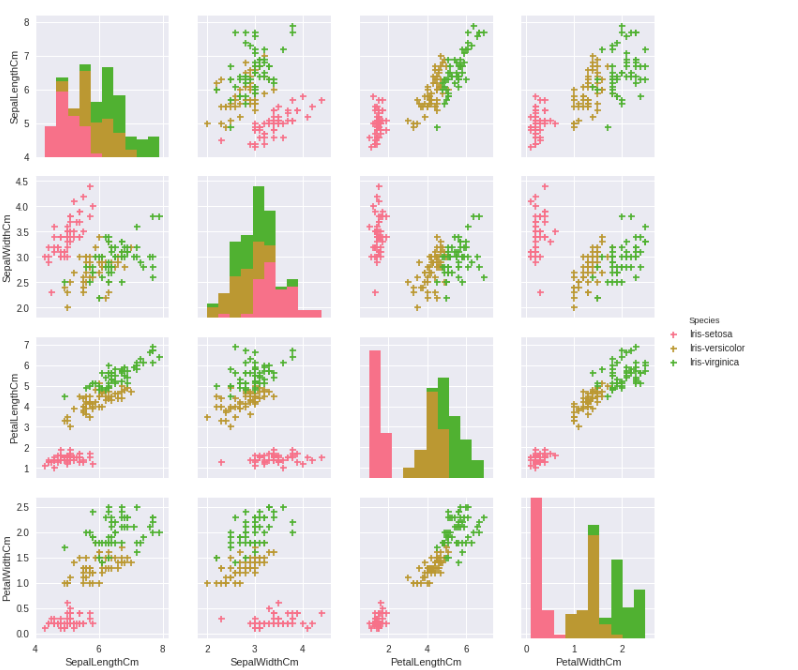 SepalLengthCm
8
7
6
5
4
SepalWidthCm
4.5
4.0
3.5
3.0
2.5
2.0
Species
Iris-setosa
Iris-versicolor
Iris-virginica
PetalLengthCm
7
6
5
4
3
2
1
PetalWidthCm
2.5
2.0
1.5
1.0
0.5
0.0
4 6 8
2 3 4
2 4 6
0 1 2
SepalLengthCm
SepalWidthCm
PetalLengthCm
PetalWidthCm